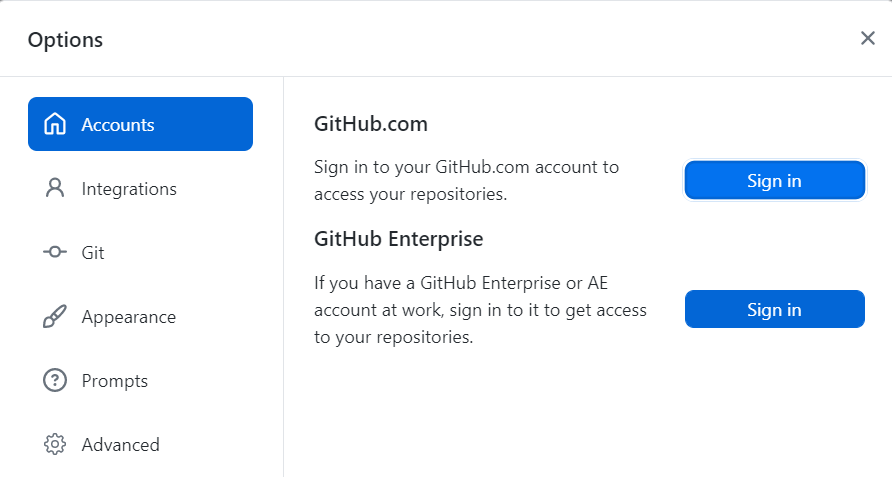 Options
Accounts
Integrations
Git
Appearance
Prompts
Advanced
GitHub.com
Sign in to your GitHub.com account to
access your repositories.
Sign in
GitHub Enterprise
If you have a GitHub Enterprise or AE
account at work, sign in to it to get access
to your repositories.
Sign in